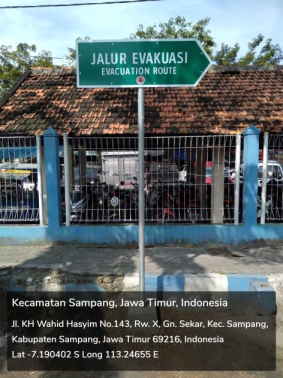 JALUR EVAKUASI
EVACUATION ROUTE
Kecamatan Sampang, Jawa Timur, Indonesia
Jl. KH Wahid Hasyim No.143, Rw. X, Gn. Sekar, Kec. Sampang,
Kabupaten Sampang, Jawa Timur 69216, Indonesia
Lat -7.190402 S Long 113.24655 E